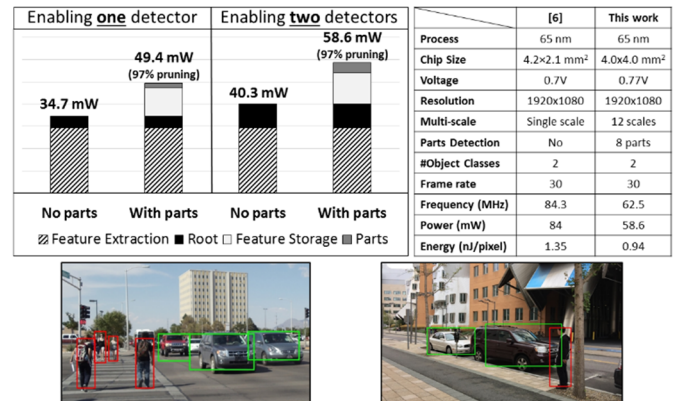 Enabling one detector
Enabling two detectors
34.7 mW
49.4 mW
(97% pruning)
40.3 mW
58.6 mW
(97% pruning)
No parts
With parts
No parts
With parts
Feature Extraction Root Feature Storage Parts
[6] This work
Process 65 nm 65 nm
Chip Size 4.2×2.1 mm² 4.0x4.0 mm²
Voltage 0.7V 0.77V
Resolution 1920x1080 1920x1080
Multi-scale Single scale 12 scales
Parts Detection No 8 parts
#Object Classes 2 2
Frame rate 30 30
Frequency (MHz) 84.3 62.5
Power (mW) 84 58.6
Energy (nJ/pixel) 1.35 0.94